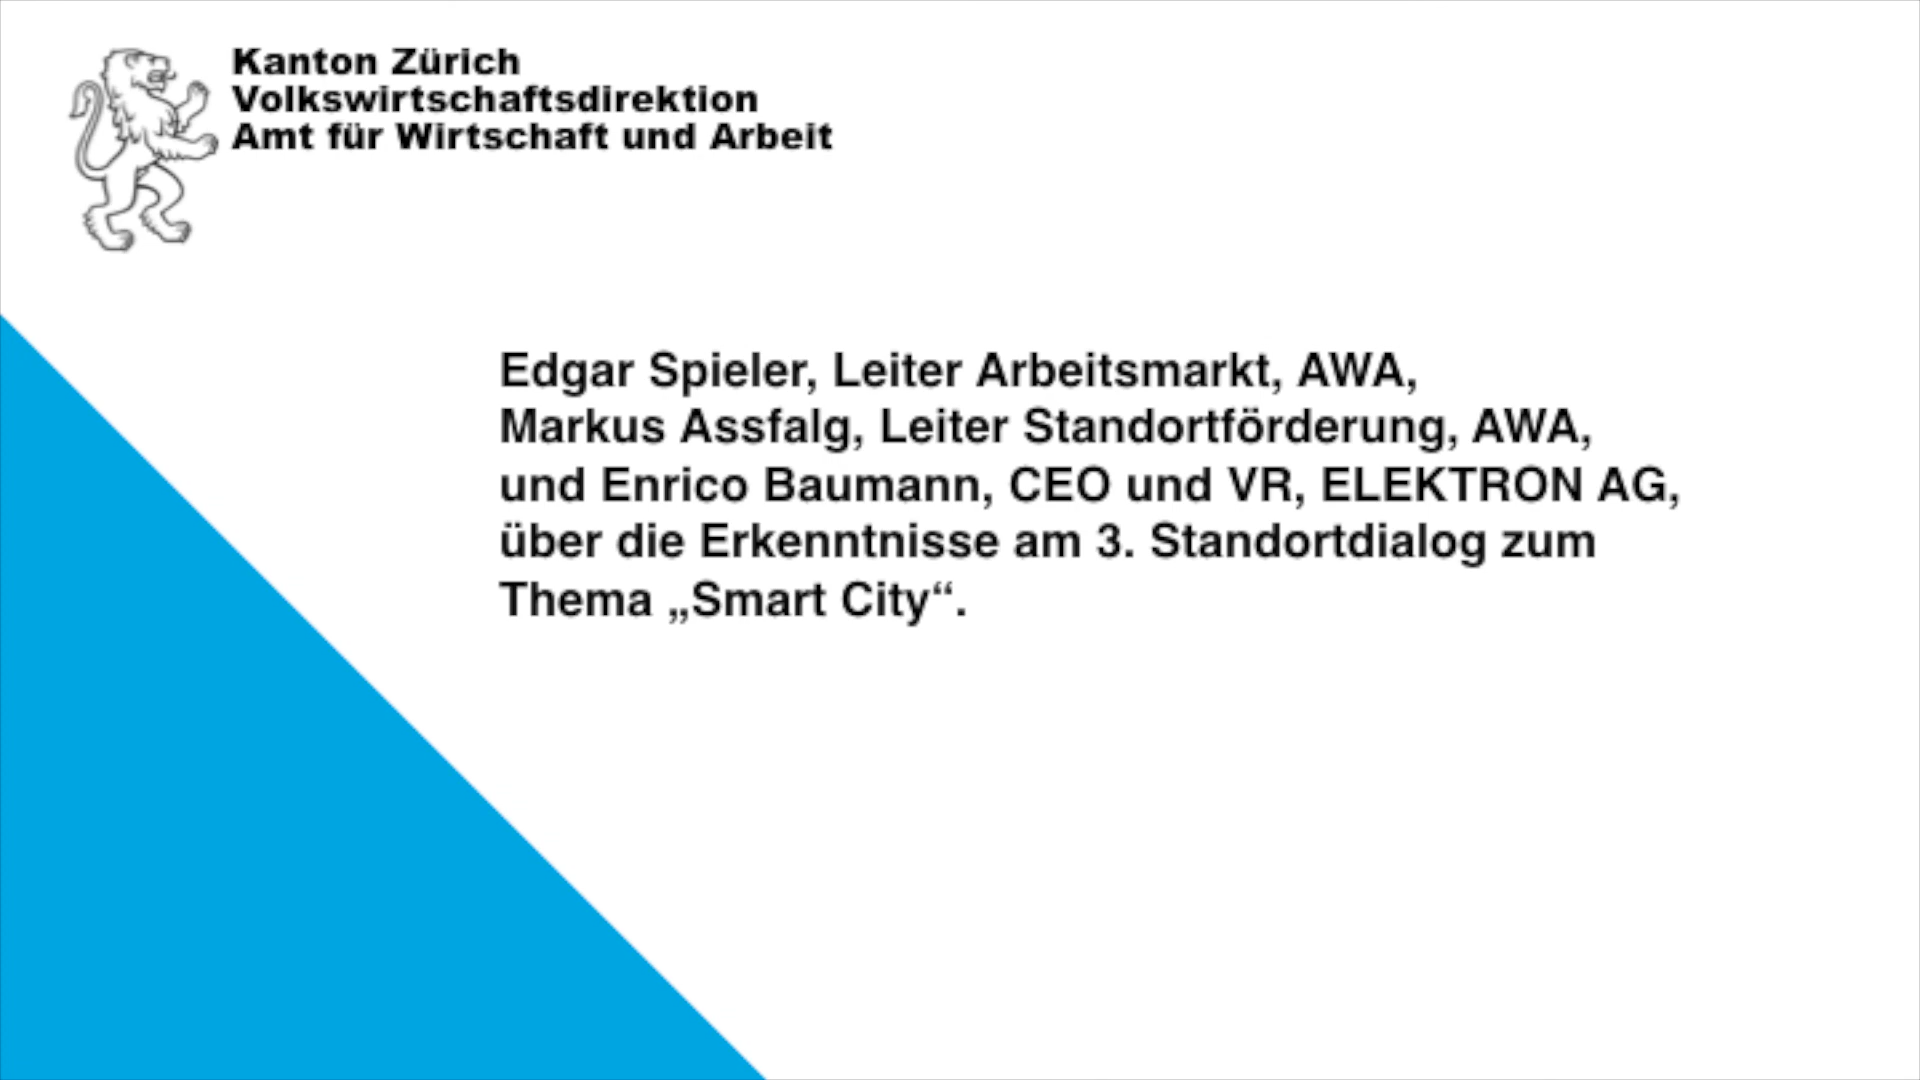 Kanton Zürich
Volkswirtschaftsdirektion
Amt für Wirtschaft und Arbeit
Edgar Spieler, Leiter Arbeitsmarkt, AWA,
Markus Assfalg, Leiter Standortförderung, AWA,
und Enrico Baumann, CEO und VR, ELEKTRON AG,
über die Erkenntnisse am 3. Standortdialog zum
Thema „Smart City“.